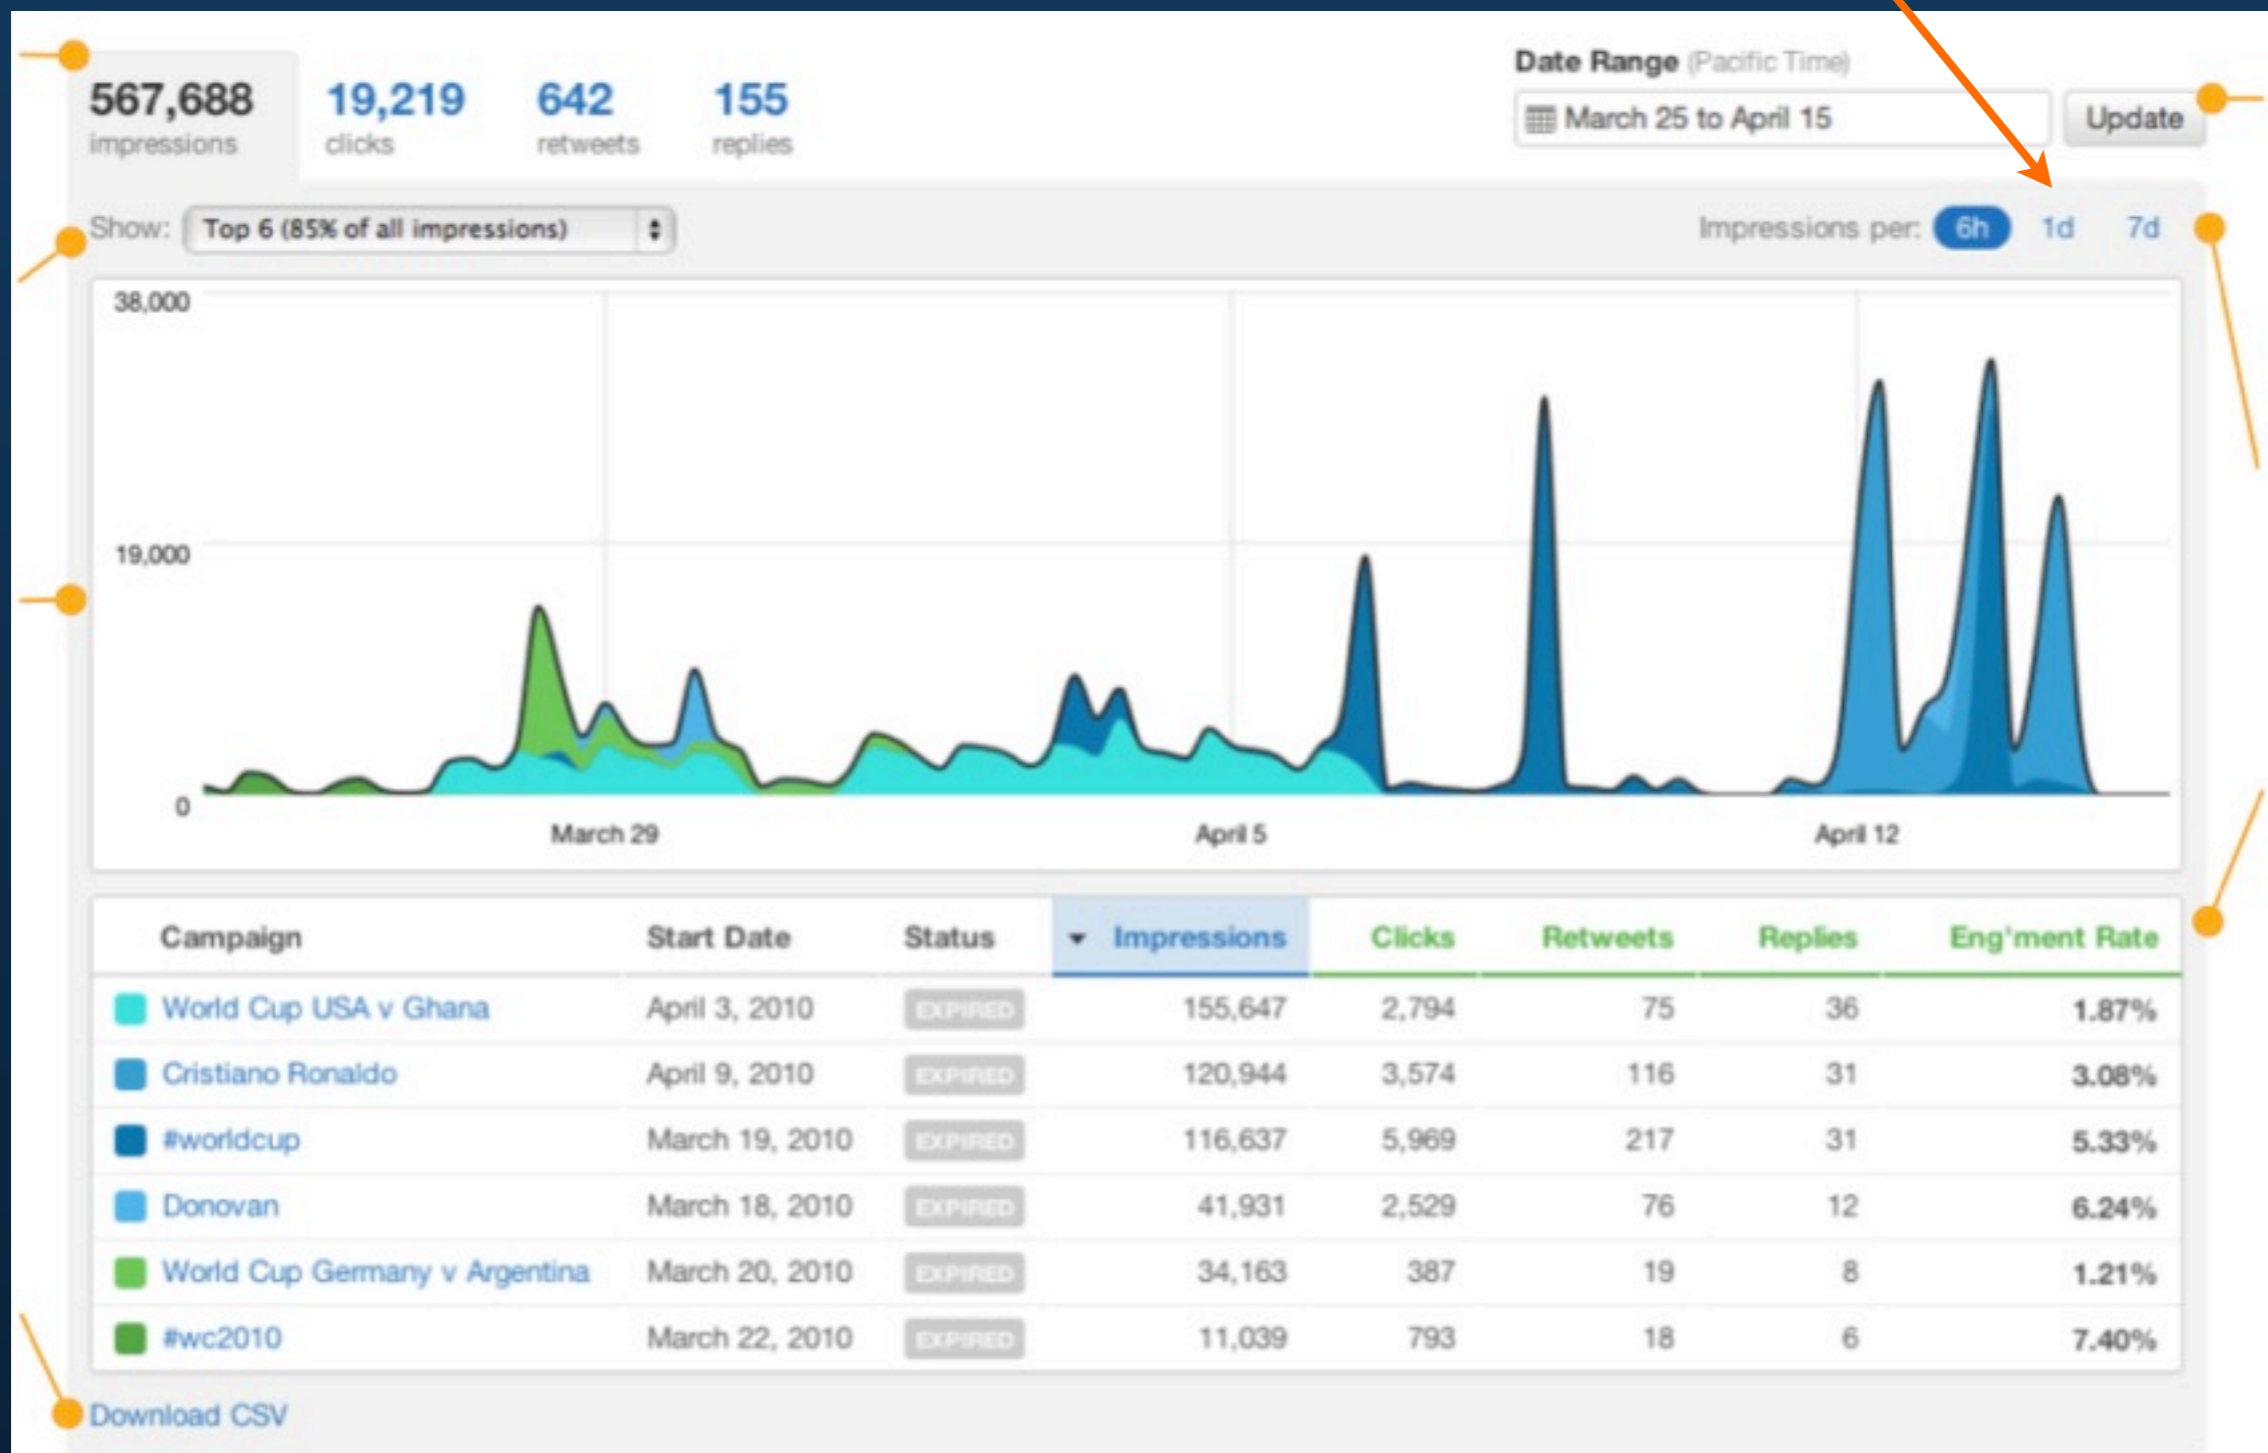 567,688
impressions
19,219
clicks
642
retweets
155
replies
Date Range (Pacific Time)
March 25 to April 15
Update
Show: Top 6 (85% of all impressions)
Impressions per: 6h 1d 7d
38,000
19,000
0
March 29 April 5 April 12
Campaign Start Date Status Impressions Clicks Retweets Replies Eng'ment Rate
World Cup USA v Ghana April 3, 2010 EXPIRED 155,647 2,794 75 36 1.87%
Cristiano Ronaldo April 9, 2010 EXPIRED 120,944 3,574 116 31 3.08%
#worldcup March 19, 2010 EXPIRED 116,637 5,969 217 31 5.33%
Donovan March 18, 2010 EXPIRED 41,931 2,529 76 12 6.24%
World Cup Germany v Argentina March 20, 2010 EXPIRED 34,163 387 19 8 1.21%
#wc2010 March 22, 2010 EXPIRED 11,039 793 18 6 7.40%
Download CSV